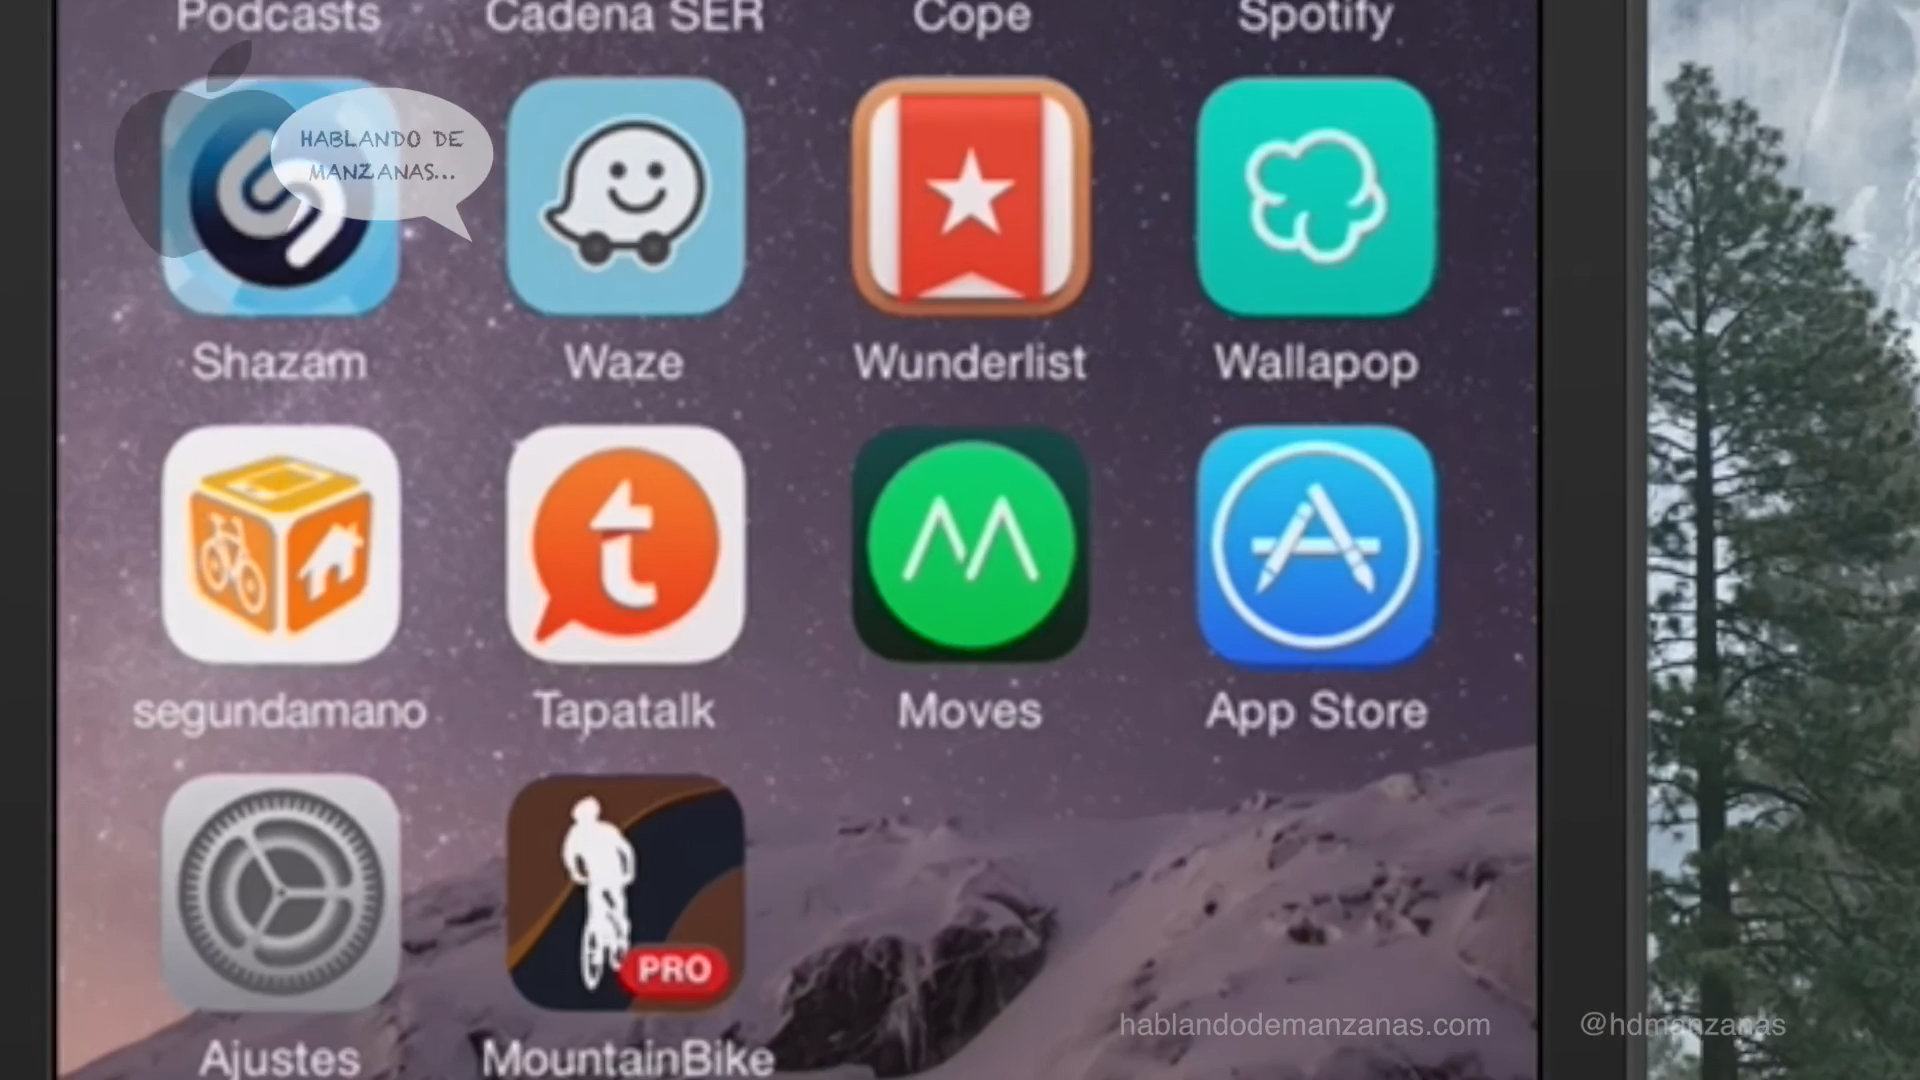 Podcasts Cadena SER Cope Spotify
HABLANDO DE
MANZANAS...
Shazam Waze Wunderlist Wallapop
segundamano Tapatalk Moves App Store
PRO
hablandodemanzanas.com @hdmanzanas
Ajustes MountainBike